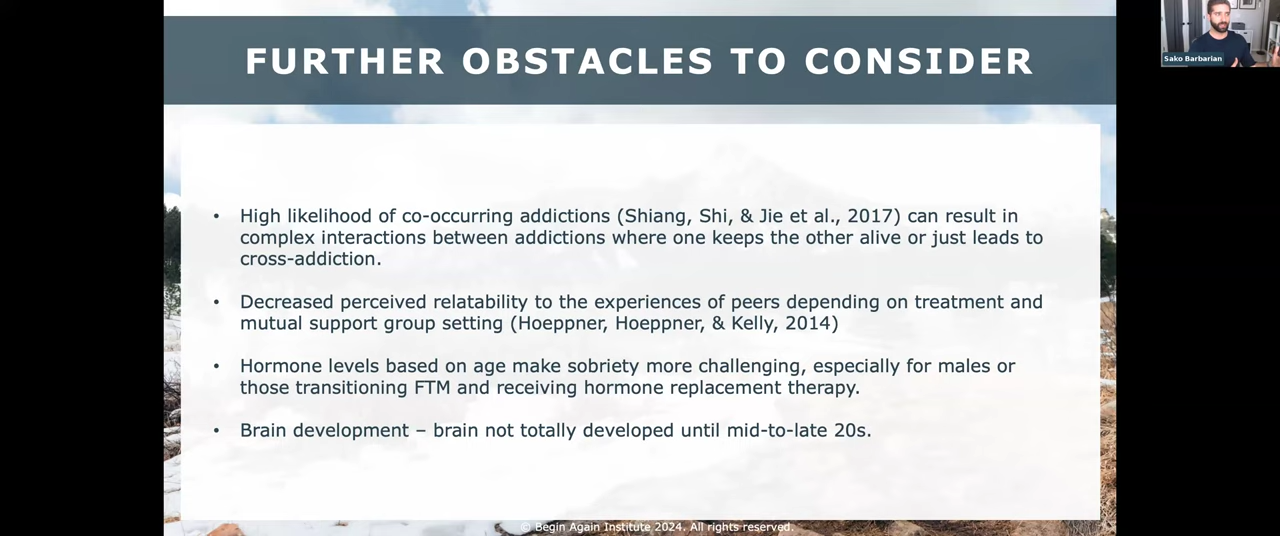 FURTHER OBSTACLES TO CONSIDER
Sako Barbarian
• High likelihood of co-occurring addictions (Shiang, Shi, & Jie et al., 2017) can result in
complex interactions between addictions where one keeps the other alive or just leads to
cross-addiction.
• Decreased perceived relatability to the experiences of peers depending on treatment and
mutual support group setting (Hoeppner, Hoeppner, & Kelly, 2014)
• Hormone levels based on age make sobriety more challenging, especially for males or
those transitioning FTM and receiving hormone replacement therapy.
• Brain development – brain not totally developed until mid-to-late 20s.
© Begin Again Institute 2024. All rights reserved.